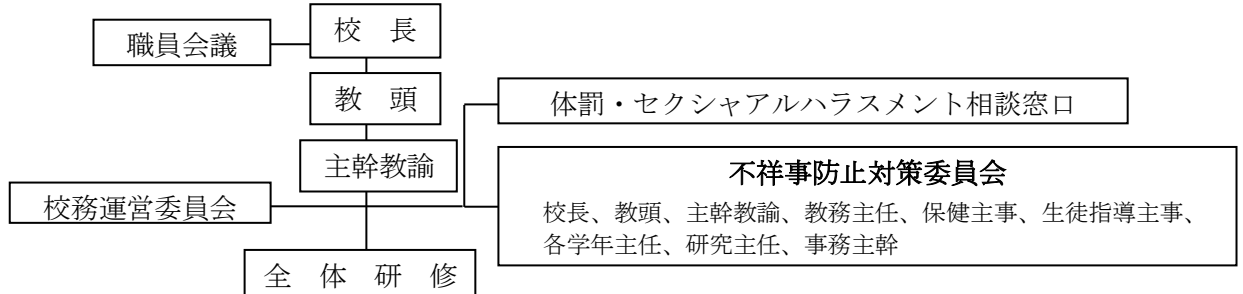 校　長
職員会議
教　頭
体罰・セクシャアルハラスメント相談窓口
主幹教諭
不祥事防止対策委員会
校務運営委員会
校長、教頭、主幹教諭、教務主任、保健主事、生徒指導主事、
各学年主任、研究主任、事務主幹
全　体　研　修